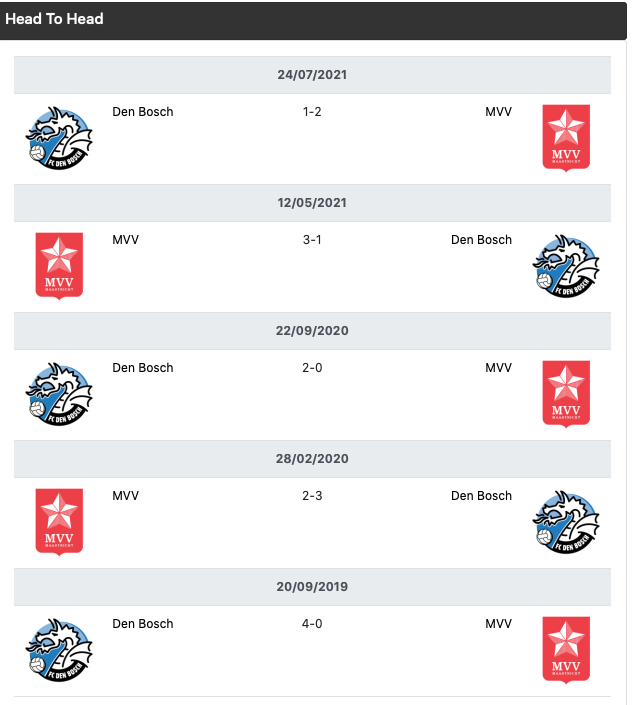 Head To Head
24/07/2021
Den Bosch 1-2 MVV
FC DEN BOSCH
MVV
MAASTRICHT
12/05/2021
MVV 3-1 Den Bosch
MVV
MAASTRICHT
FC DEN BOSCH
22/09/2020
Den Bosch 2-0 MVV
FC DEN BOSCH
MVV
MAASTRICHT
28/02/2020
MVV 2-3 Den Bosch
MVV
MAASTRICHT
FC DEN BOSCH
20/09/2019
Den Bosch 4-0 MVV
FC DEN BOSCH
MVV
MAASTRICHT